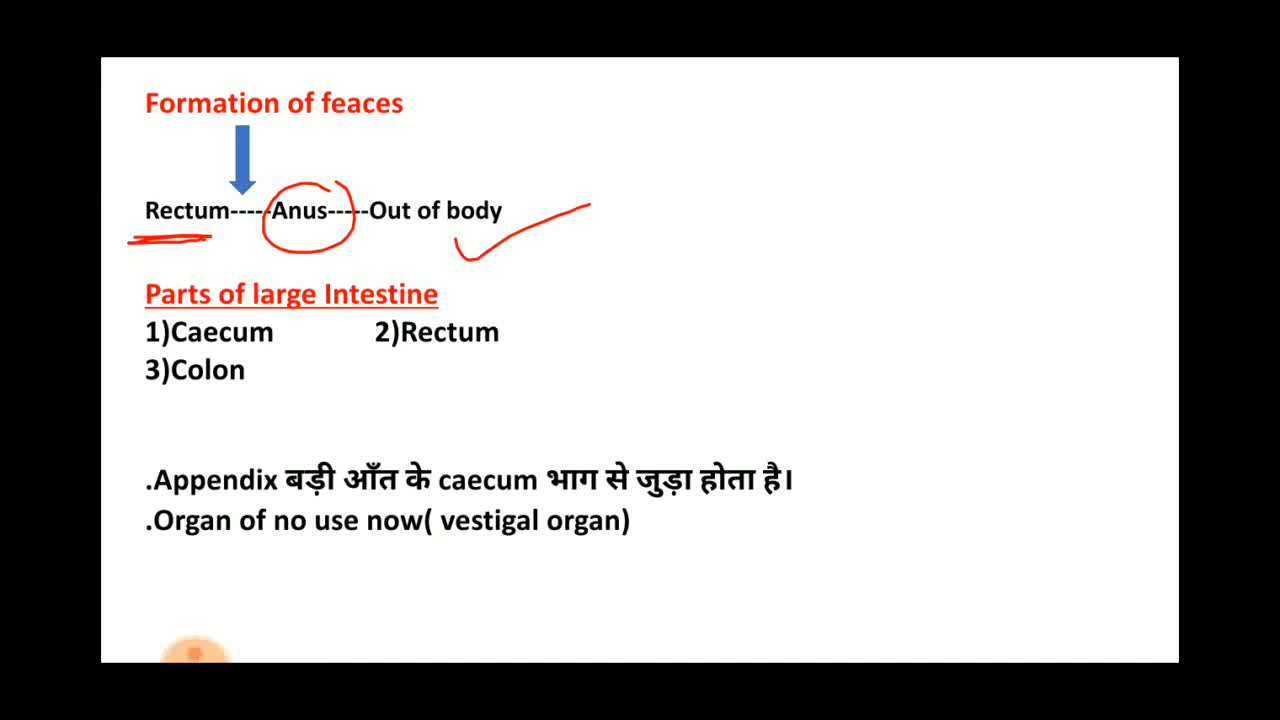 Formation of feaces
Rectum-----Anus-----Out of body
Parts of large Intestine
1)Caecum 2)Rectum
3)Colon
.Appendix बड़ी आँत के caecum भाग से जुड़ा होता है।
.Organ of no use now( vestigal organ)